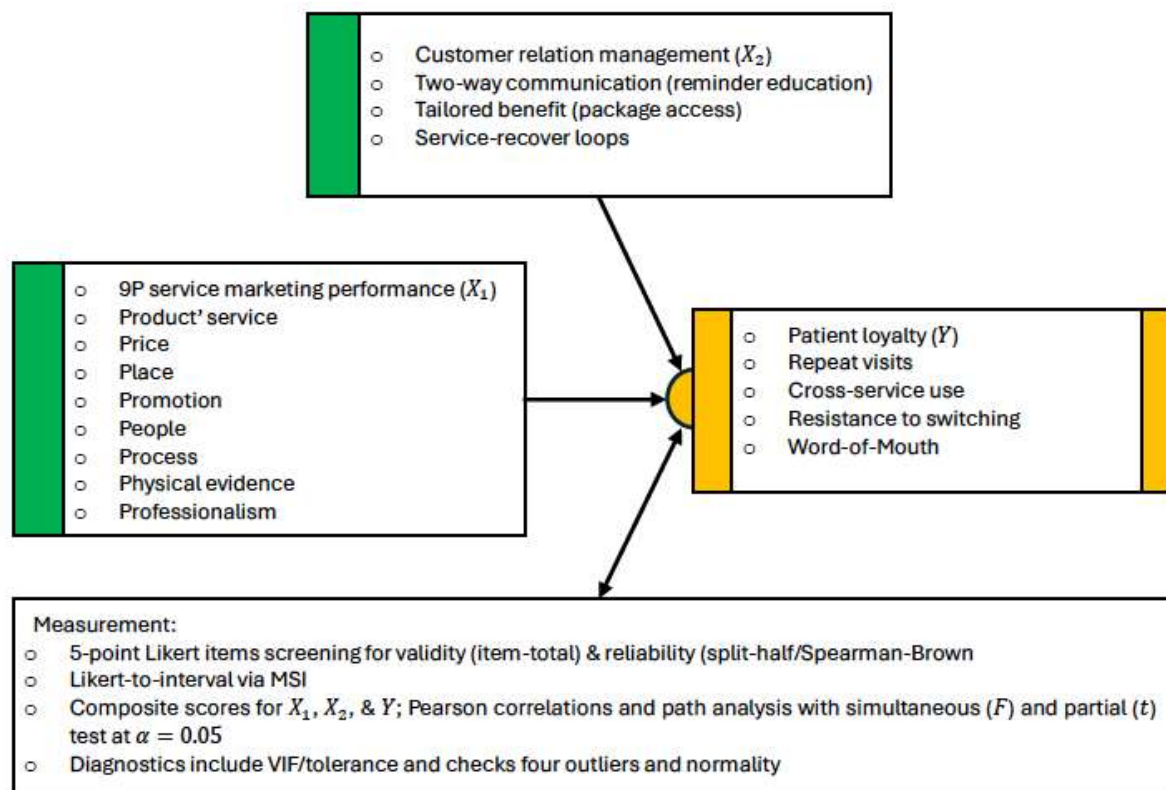 ○ Customer relation management (X₂)
○ Two-way communication (reminder education)
○ Tailored benefit (package access)
○ Service-recover loops
○ 9P service marketing performance (X₁)
○ Product' service
○ Price
○ Place
○ Promotion
○ People
○ Process
○ Physical evidence
○ Professionalism
○ Patient loyalty (Y)
○ Repeat visits
○ Cross-service use
○ Resistance to switching
○ Word-of-Mouth
Measurement:
○ 5-point Likert items screening for validity (item-total) & reliability (split-half/Spearman-Brown
○ Likert-to-interval via MSI
○ Composite scores for X₁, X₂, & Y; Pearson correlations and path analysis with simultaneous (F) and partial (t)
test at α = 0.05
○ Diagnostics include VIF/tolerance and checks four outliers and normality